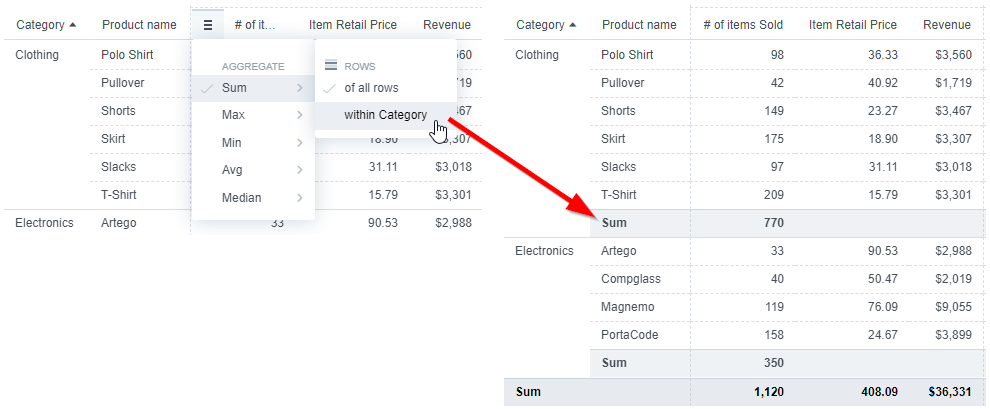 Category Product name # of it... Item Retail Price Revenue
Clothing Polo Shirt 560
Pullover 719
Shorts 467
Skirt 18.90 3,307
Slacks 31.11 $3,018
T-Shirt 15.79 $3,301
Electronics Artego 33 90.53 $2,988
AGGREGATE
Sum
Max
Min
Avg
Median
ROWS
of all rows
within Category
Category Product name # of items Sold Item Retail Price Revenue
Clothing Polo Shirt 98 36.33 $3,560
Pullover 42 40.92 $1,719
Shorts 149 23.27 $3,467
Skirt 175 18.90 $3,307
Slacks 97 31.11 $3,018
T-Shirt 209 15.79 $3,301
Sum 770
Electronics Artego 33 90.53 $2,988
Compglass 40 50.47 $2,019
Magnemo 119 76.09 $9,055
PortaCode 158 24.67 $3,899
Sum 350
Sum 1,120 408.09 $36,331